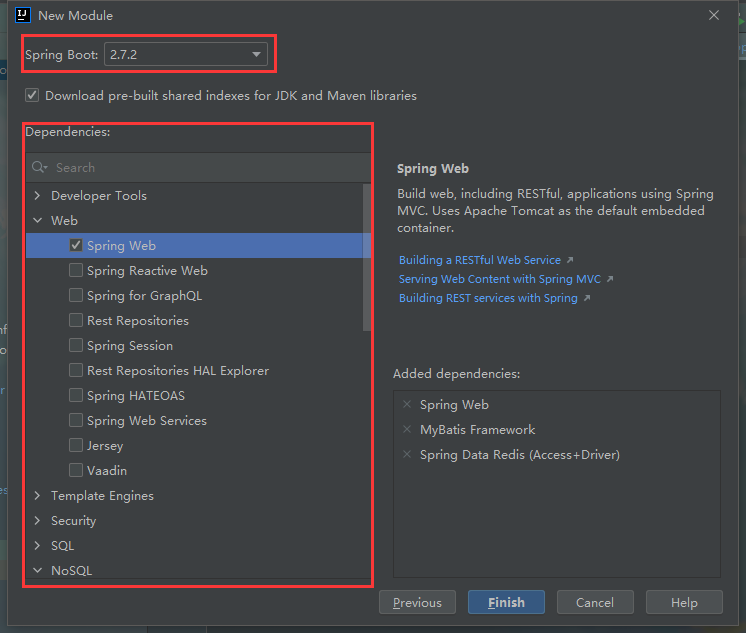 New Module
Spring Boot: 2.7.2
Download pre-built shared indexes for JDK and Maven libraries
Dependencies:
Search
Developer Tools
Web
Spring Web
Spring Reactive Web
Spring for GraphQL
Rest Repositories
Spring Session
Rest Repositories HAL Explorer
Spring HATEOAS
Spring Web Services
Jersey
Vaadin
Template Engines
Security
SQL
NoSQL
Spring Web
Build web, including RESTful, applications using Spring
MVC. Uses Apache Tomcat as the default embedded
container.
Building a RESTful Web Service
Serving Web Content with Spring MVC
Building REST services with Spring
Added dependencies:
Spring Web
MyBatis Framework
Spring Data Redis (Access+Driver)
Previous
Finish
Cancel
Help